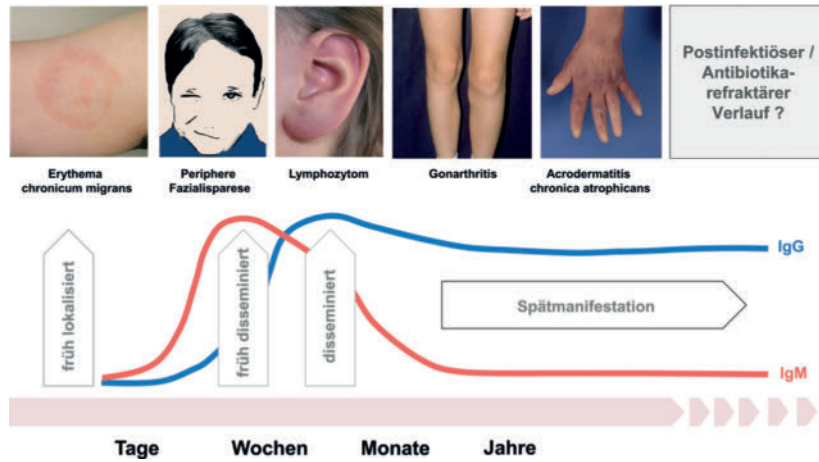 Postinfektiöser /
Antibiotika-
refraktärer
Verlauf ?
Erythema
chronicum migrans
Periphere
Fazialisparese
Lymphozytom
Gonarthritis
Acrodermatitis
chronica atrophicans
früh lokalisiert
früh disseminiert
disseminiert
IgG
Spätmanifestation
IgM
Tage
Wochen
Monate
Jahre